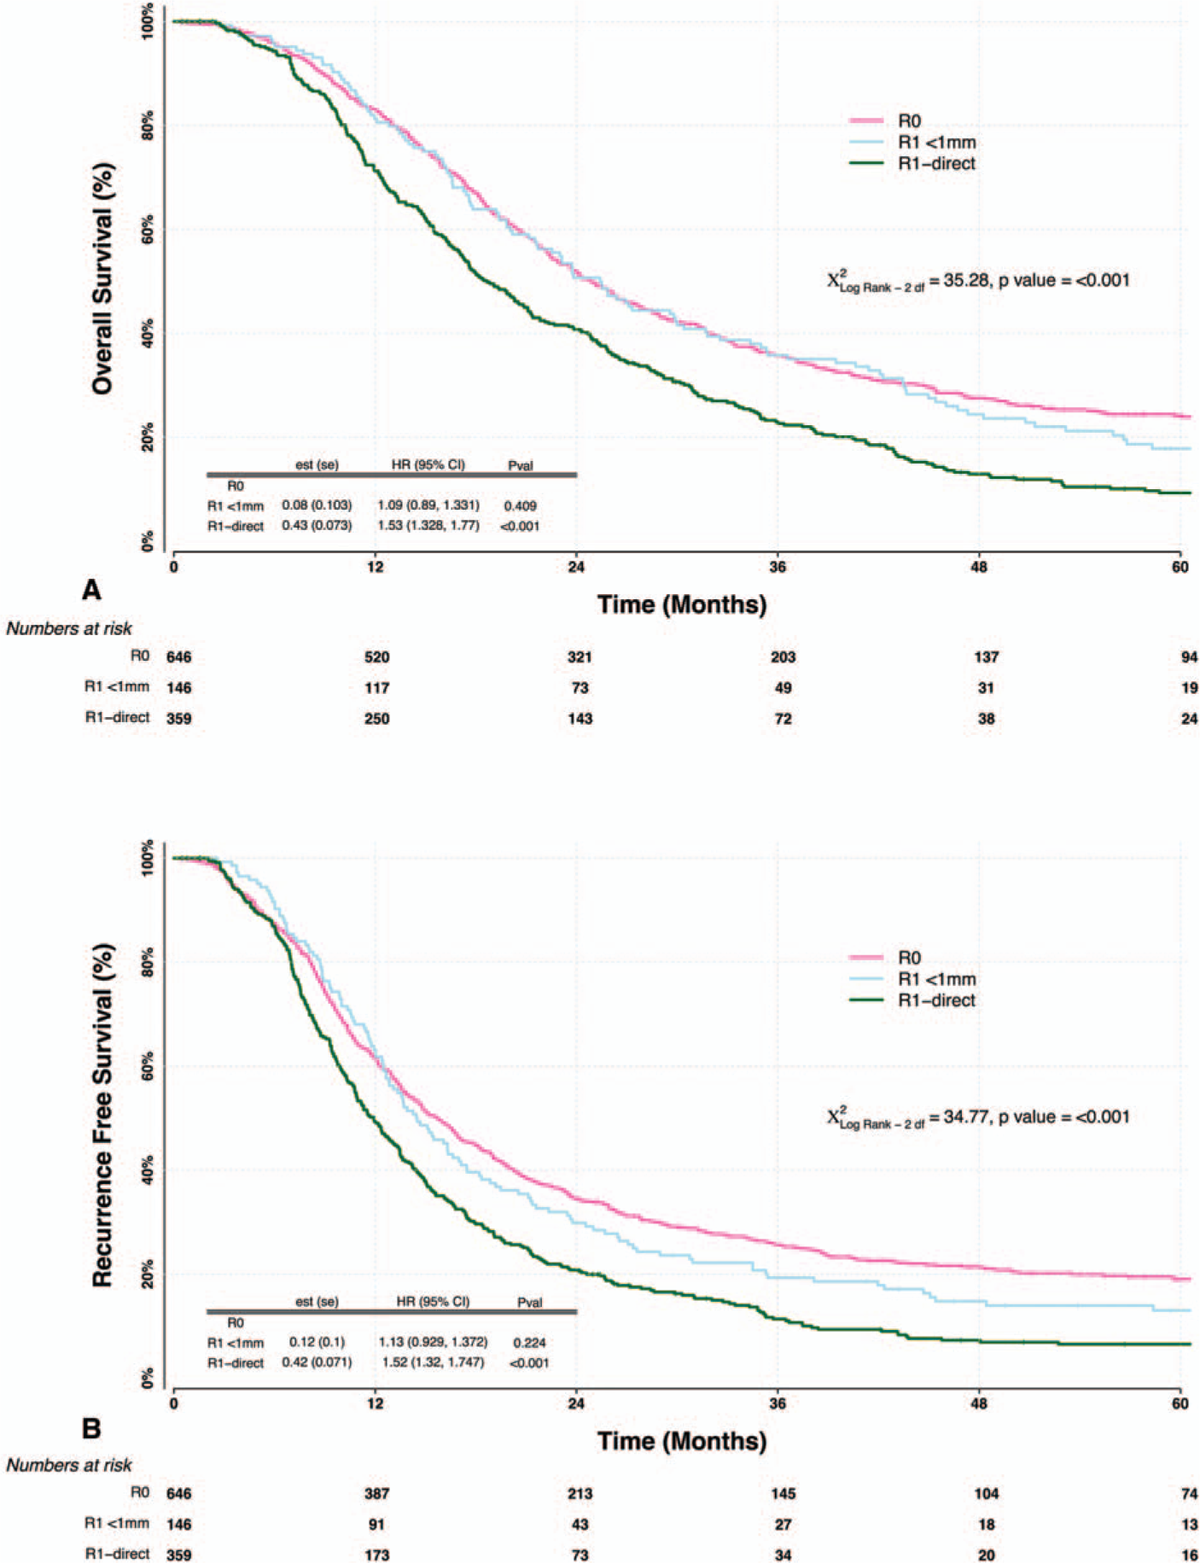 100%
80%
60%
40%
20%
0%
Overall Survival (%)
R0
R1 <1mm
R1-direct
X² Log Rank – 2 df = 35.28, p value = <0.001
est (se) HR (95% CI) Pval
R0
R1 <1mm 0.08 (0.103) 1.09 (0.89, 1.331) 0.409
R1-direct 0.43 (0.073) 1.53 (1.328, 1.77) <0.001
0 12 24 36 48 60
A
Time (Months)
Numbers at risk
R0 646 520 321 203 137 94
R1 <1mm 146 117 73 49 31 19
R1-direct 359 250 143 72 38 24
100%
80%
60%
40%
20%
0%
Recurrence Free Survival (%)
R0
R1 <1mm
R1-direct
X² Log Rank – 2 df = 34.77, p value = <0.001
est (se) HR (95% CI) Pval
R0
R1 <1mm 0.12 (0.1) 1.13 (0.929, 1.372) 0.224
R1-direct 0.42 (0.071) 1.52 (1.32, 1.747) <0.001
0 12 24 36 48 60
B
Time (Months)
Numbers at risk
R0 646 387 213 145 104 74
R1 <1mm 146 91 43 27 18 13
R1-direct 359 173 73 34 20 16